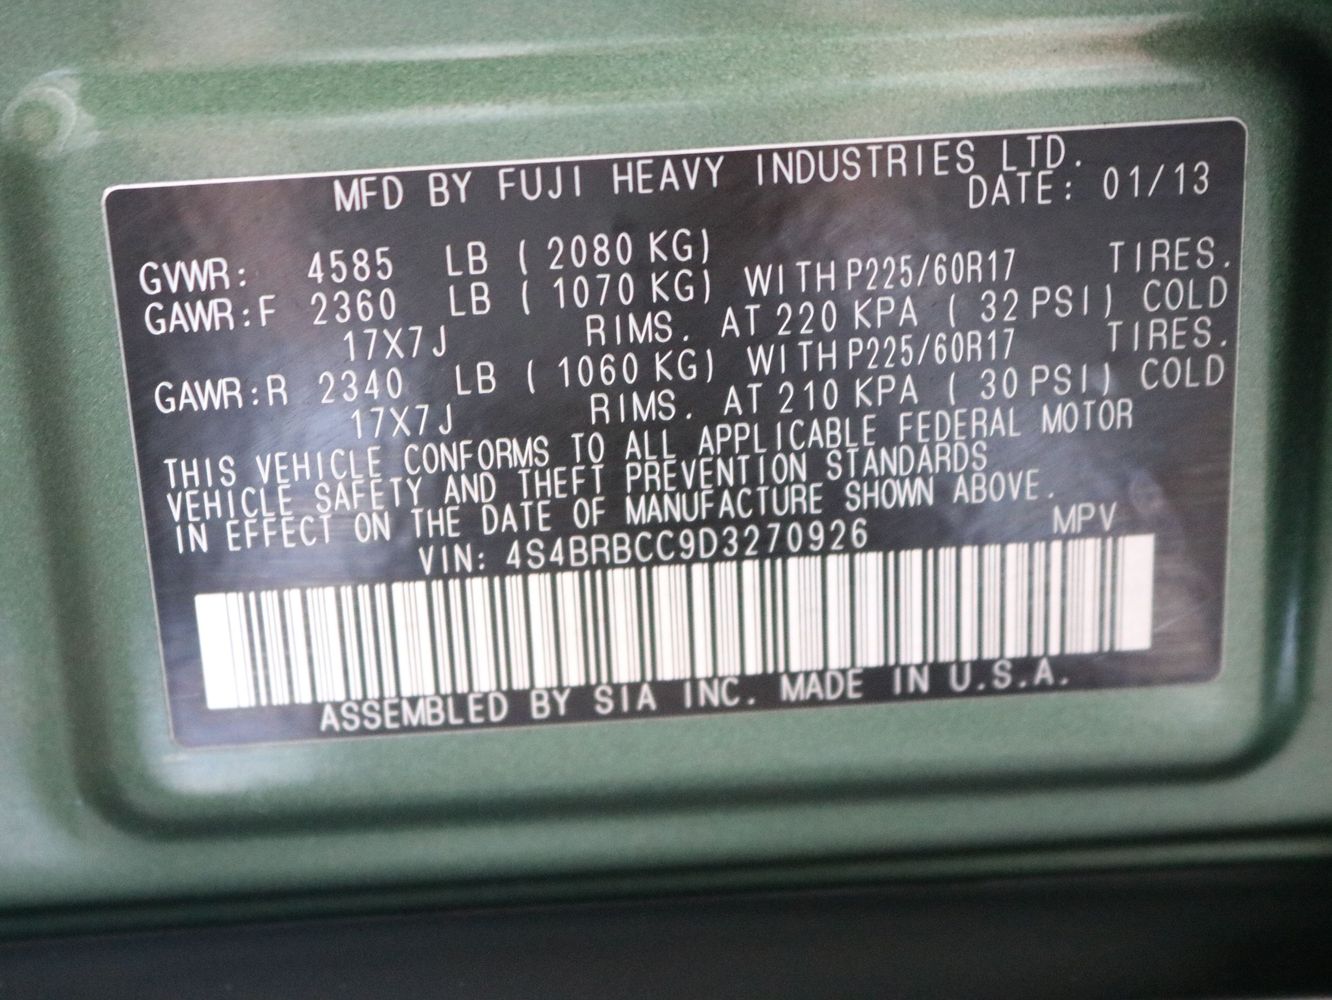 MFD BY FUJI HEAVY INDUSTRIES LTD.
DATE: 01/13
GVWR: 4585 LB ( 2080 KG)
GAWR:F 2360 LB ( 1070 KG) WITH P225/60R17 TIRES.
17X7J RIMS. AT 220 KPA ( 32 PSI) COLD
GAWR:R 2340 LB ( 1060 KG) WITH P225/60R17 TIRES.
17X7J RIMS. AT 210 KPA ( 30 PSI) COLD
THIS VEHICLE CONFORMS TO ALL APPLICABLE FEDERAL MOTOR
VEHICLE SAFETY AND THEFT PREVENTION STANDARDS
IN EFFECT ON THE DATE OF MANUFACTURE SHOWN ABOVE.
VIN: 4S4BRBCC9D3270926 MPV
ASSEMBLED BY SIA INC. MADE IN U.S.A.